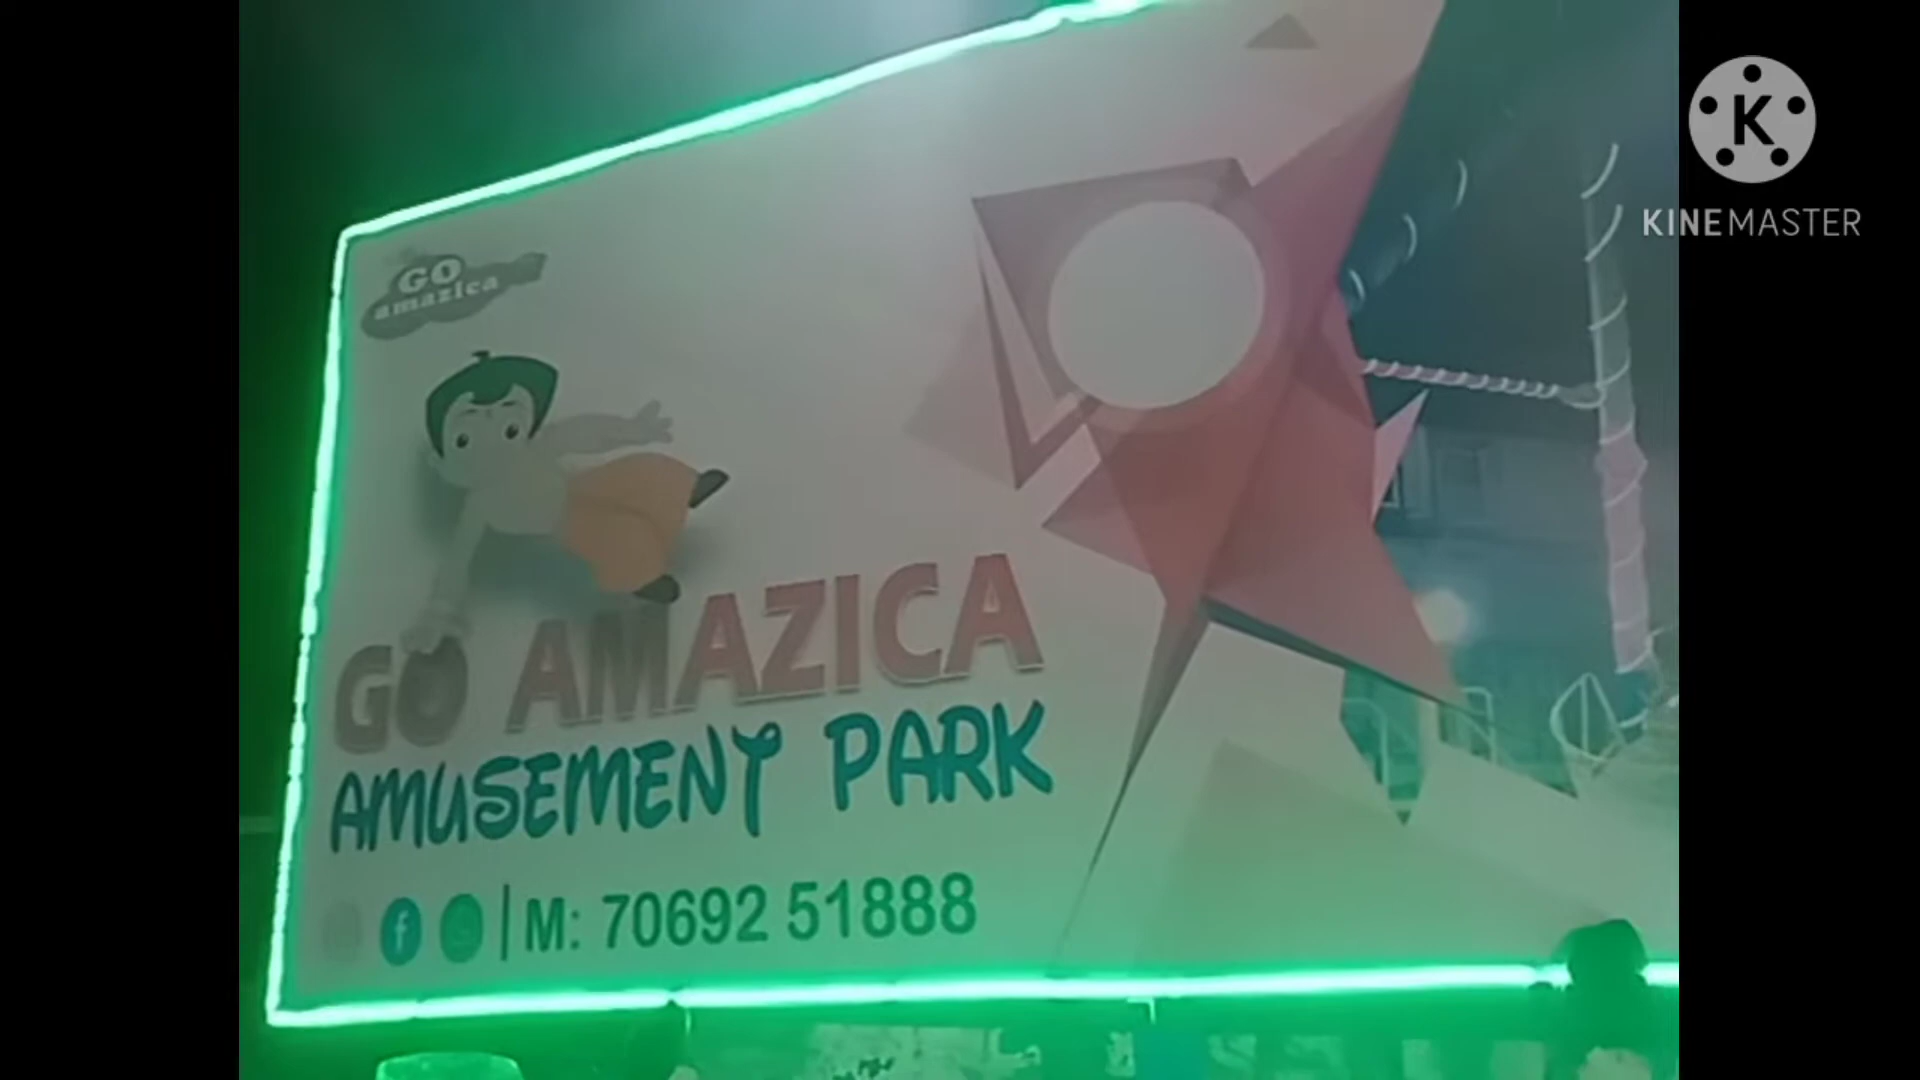 GO
amazica
GO AMAZICA
AMUSEMENT PARK
f | M: 70692 51888
K
KINEMASTER